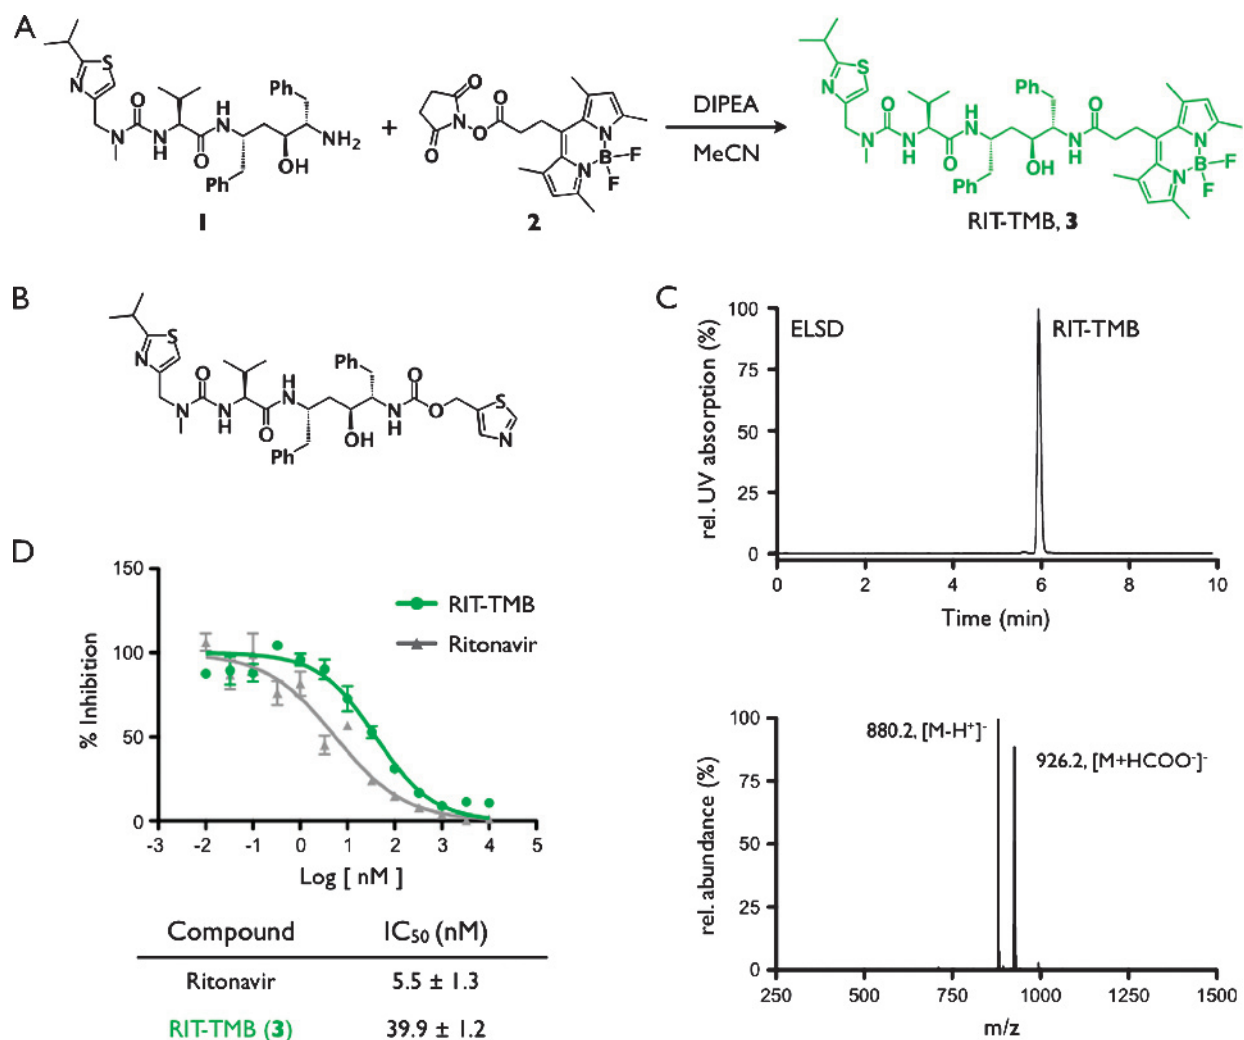 A
N
S
O
N
N
H
O
H
N
Ph
OH
Ph
NH₂
1
+
O
N
O
O
O
N
B
F
N
F
2
DIPEA
MeCN
N
S
O
N
N
H
O
H
N
Ph
OH
Ph
N
H
O
N
B
F
N
F
RIT-TMB, 3
B
N
S
O
N
N
H
O
H
N
Ph
OH
Ph
N
H
O
O
S
N
C
ELSD
RIT-TMB
rel. UV absorption (%)
100
75
50
25
0
0 2 4 6 8 10
Time (min)
D
% Inhibition
150
100
50
0
-3 -2 -1 0 1 2 3 4 5
Log [ nM ]
RIT-TMB
Ritonavir
Compound IC₅₀ (nM)
Ritonavir 5.5 ± 1.3
RIT-TMB (3) 39.9 ± 1.2
rel. abundance (%)
100
75
50
25
0
880.2, [M-H⁺]⁻
926.2, [M+HCOO⁻]⁻
250 500 750 1000 1250 1500
m/z